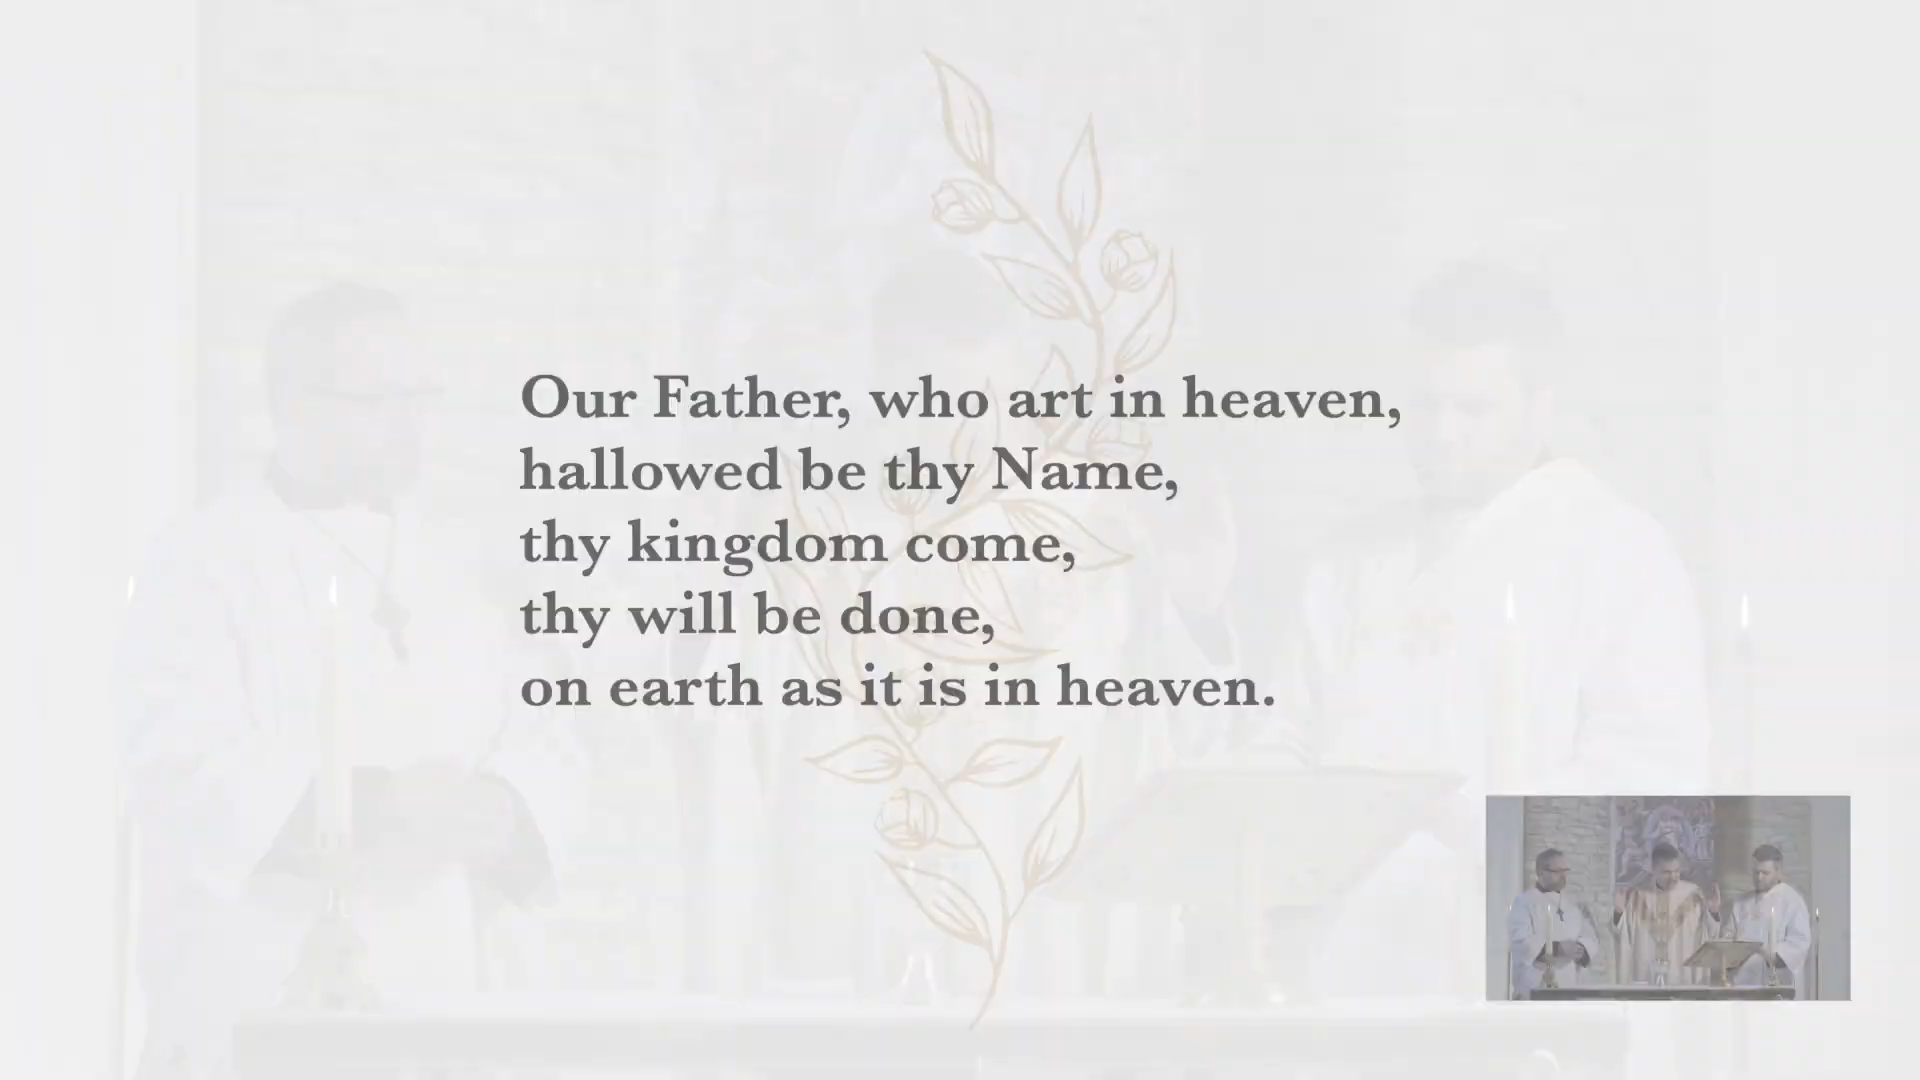 Our Father, who art in heaven,
hallowed be thy Name,
thy kingdom come,
thy will be done,
on earth as it is in heaven.